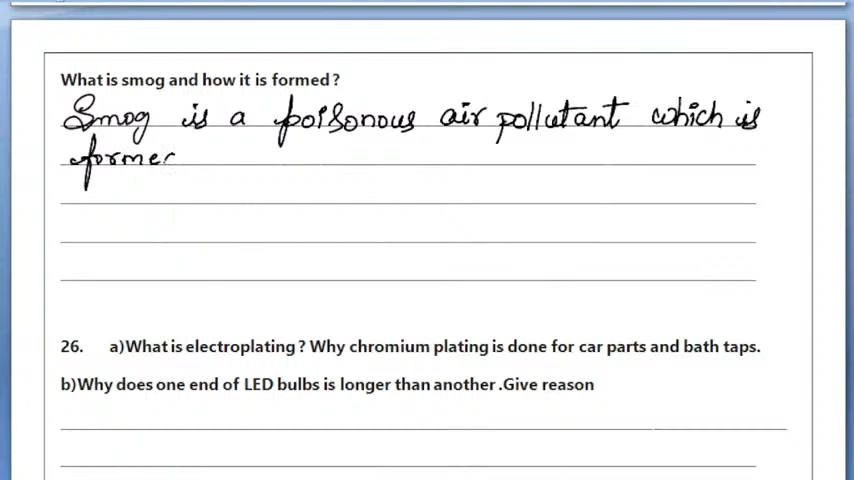 What is smog and how it is formed ?
Smog is a poisonous air pollutant which is
former
26. a)What is electroplating ? Why chromium plating is done for car parts and bath taps.
b)Why does one end of LED bulbs is longer than another .Give reason